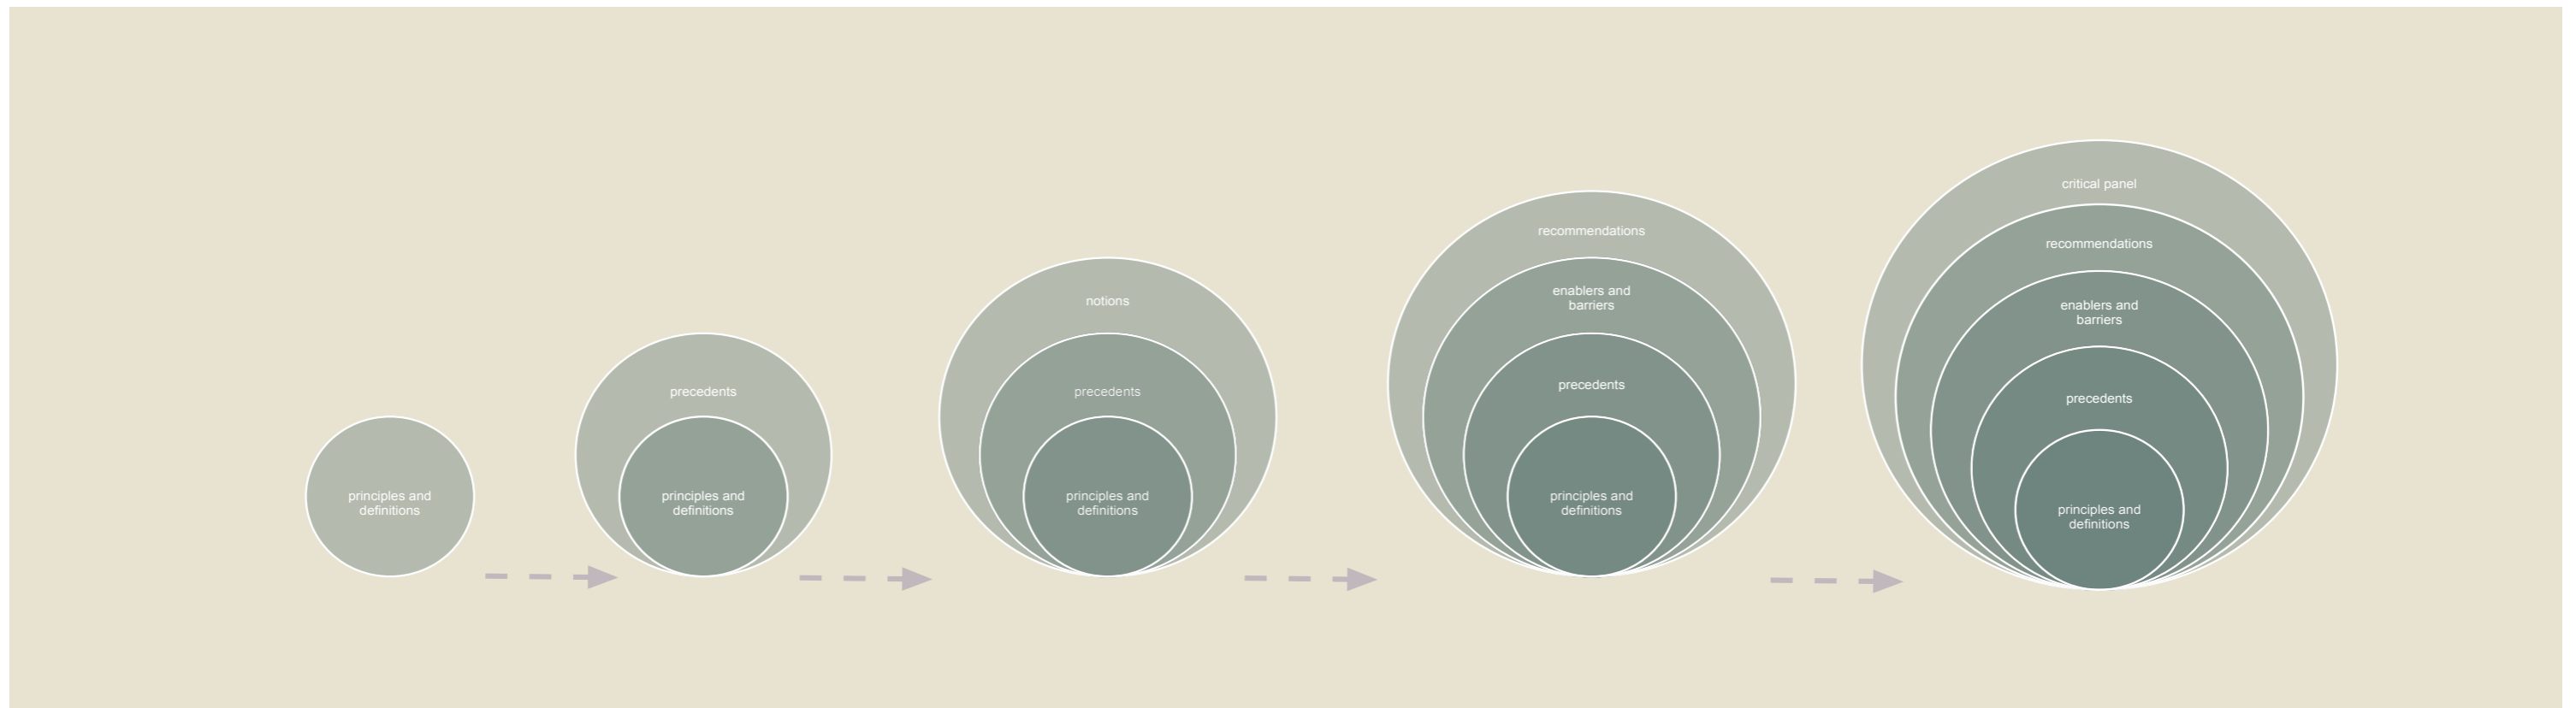 principles and
definitions
precedents
principles and
definitions
notions
precedents
principles and
definitions
recommendations
enablers and
barriers
precedents
principles and
definitions
critical panel
recommendations
enablers and
barriers
precedents
principles and
definitions